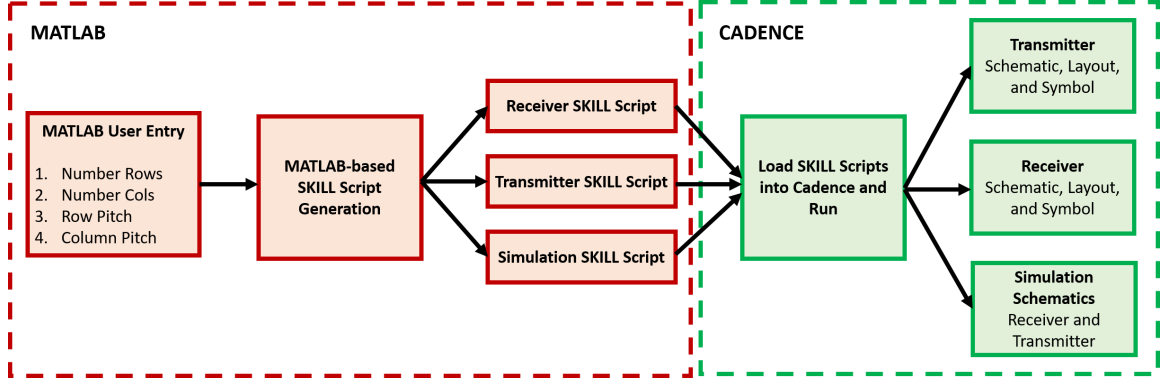 MATLAB
MATLAB User Entry
1. Number Rows
2. Number Cols
3. Row Pitch
4. Column Pitch
MATLAB-based
SKILL Script
Generation
Receiver SKILL Script
Transmitter SKILL Script
Simulation SKILL Script
CADENCE
Load SKILL Scripts
into Cadence and
Run
Transmitter
Schematic, Layout,
and Symbol
Receiver
Schematic, Layout,
and Symbol
Simulation
Schematics
Receiver and
Transmitter